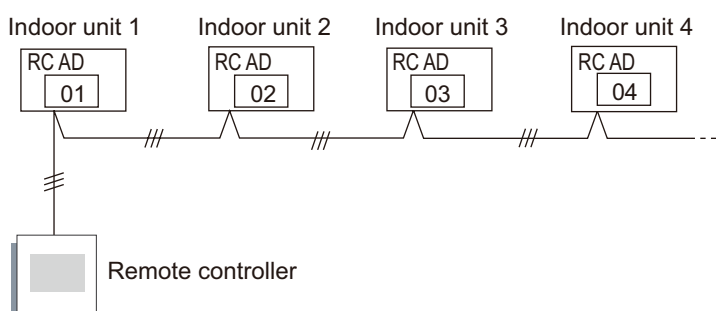 Indoor unit 1 Indoor unit 2 Indoor unit 3 Indoor unit 4
RC AD RC AD RC AD RC AD
01 02 03 04
Remote controller